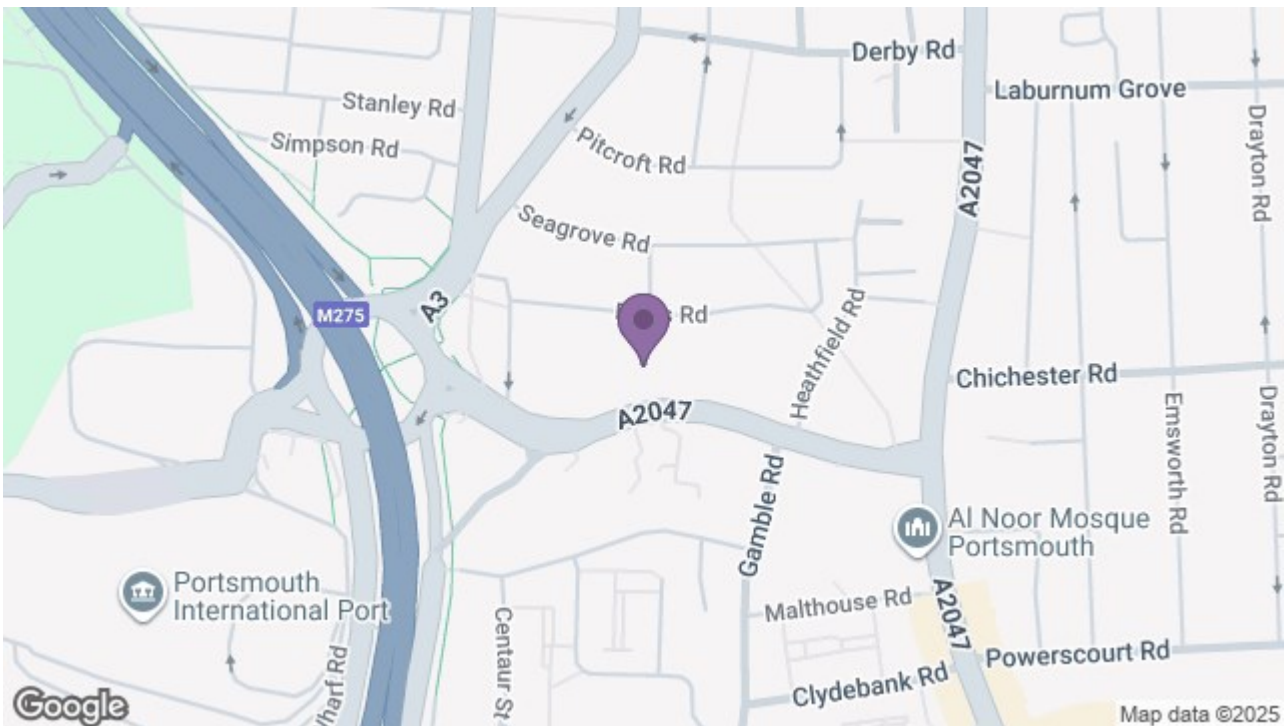 Derby Rd
Laburnum Grove
Stanley Rd
Simpson Rd
Pitcroft Rd
Drayton Rd
A2047
Seagrove Rd
M275
A3
Rd
Heathfield Rd
Chichester Rd
A2047
Emsworth Rd
Drayton Rd
Gamble Rd
Al Noor Mosque
Portsmouth
Portsmouth
International Port
Malthouse Rd
A2047
Centaur St
Powerscourt Rd
Clydebank Rd
Google
Map data ©2025